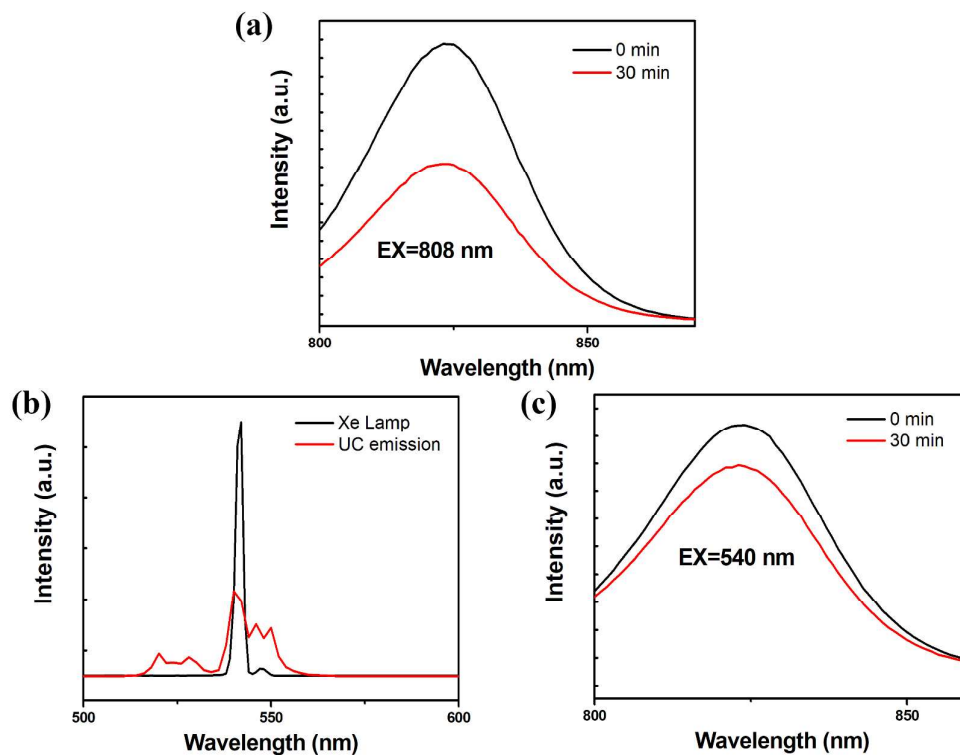 (a)
0 min
30 min
Intensity (a.u.)
EX=808 nm
800
850
Wavelength (nm)
(b)
Xe Lamp
UC emission
Intensity (a.u.)
500
550
600
Wavelength (nm)
(c)
0 min
30 min
Intensity (a.u.)
EX=540 nm
800
850
Wavelength (nm)